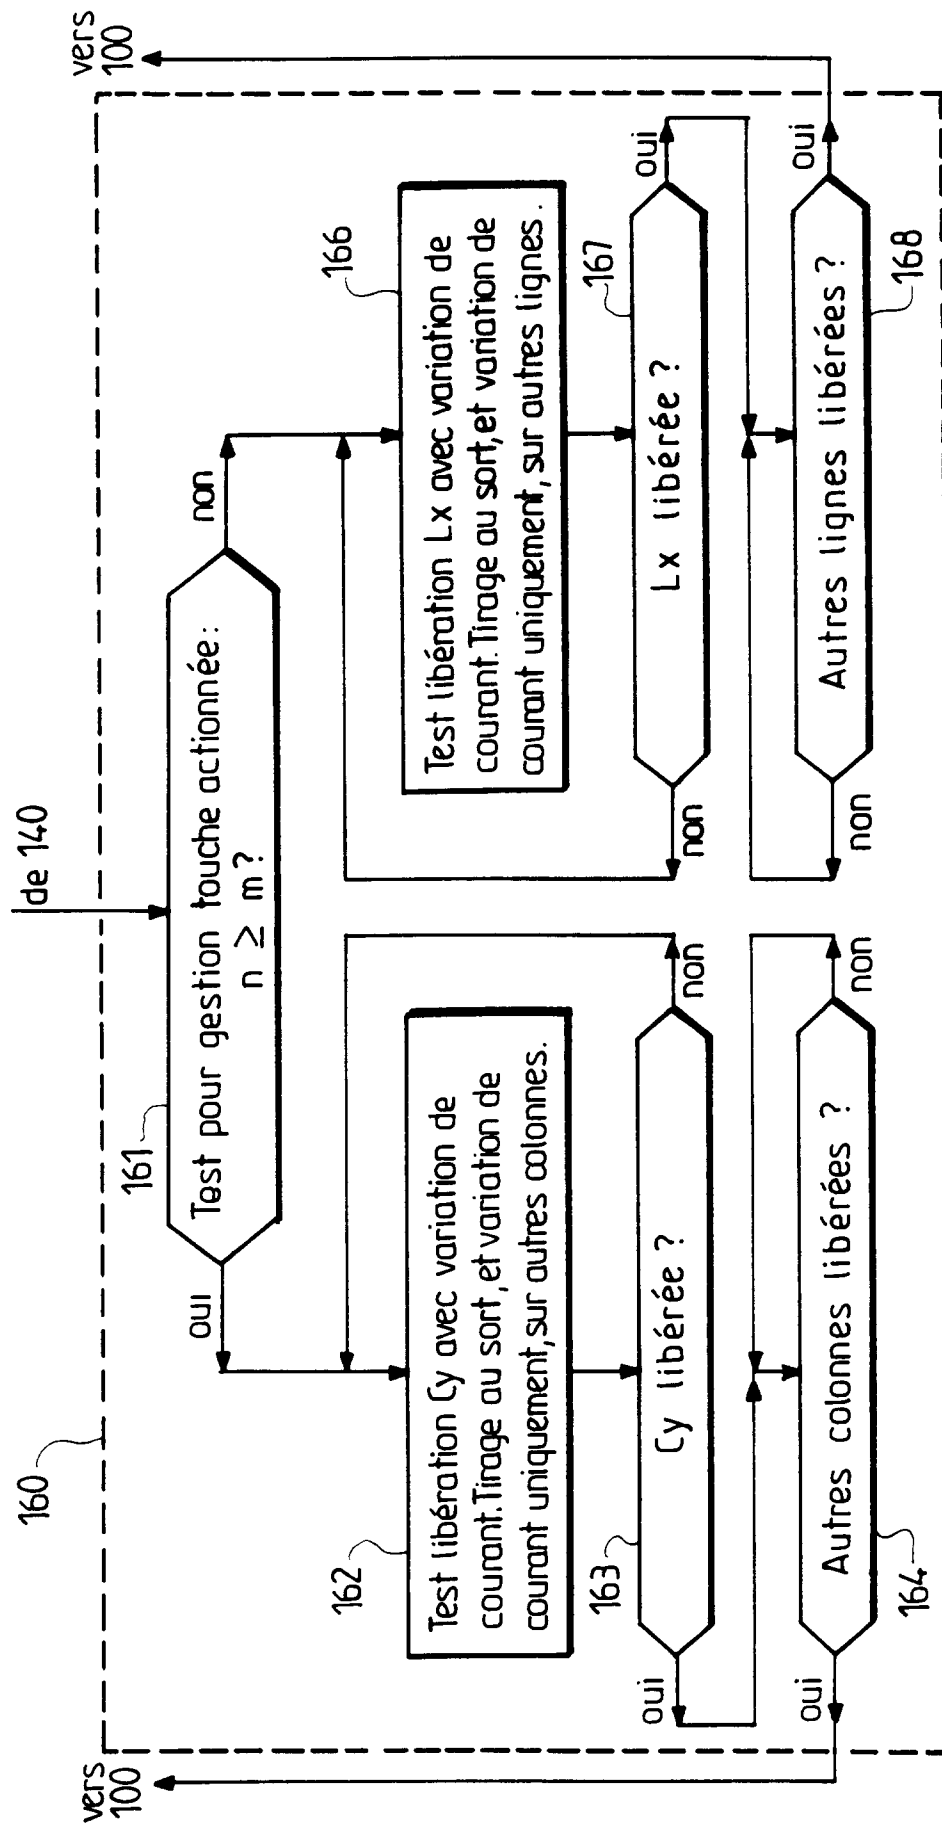 de 140
160
161
Test pour gestion touche actionnée:
n ≥ m?
oui
non
vers
100
vers
100
162
Test libération Cy avec variation de
courant.Tirage au sort, et variation de
courant uniquement, sur autres colonnes.
163
Cy libérée ?
oui
non
164
Autres colonnes libérées ?
oui
non
166
Test libération Lx avec variation de
courant.Tirage au sort, et variation de
courant uniquement, sur autres lignes.
167
Lx libérée ?
non
oui
168
Autres lignes libérées ?
non
oui